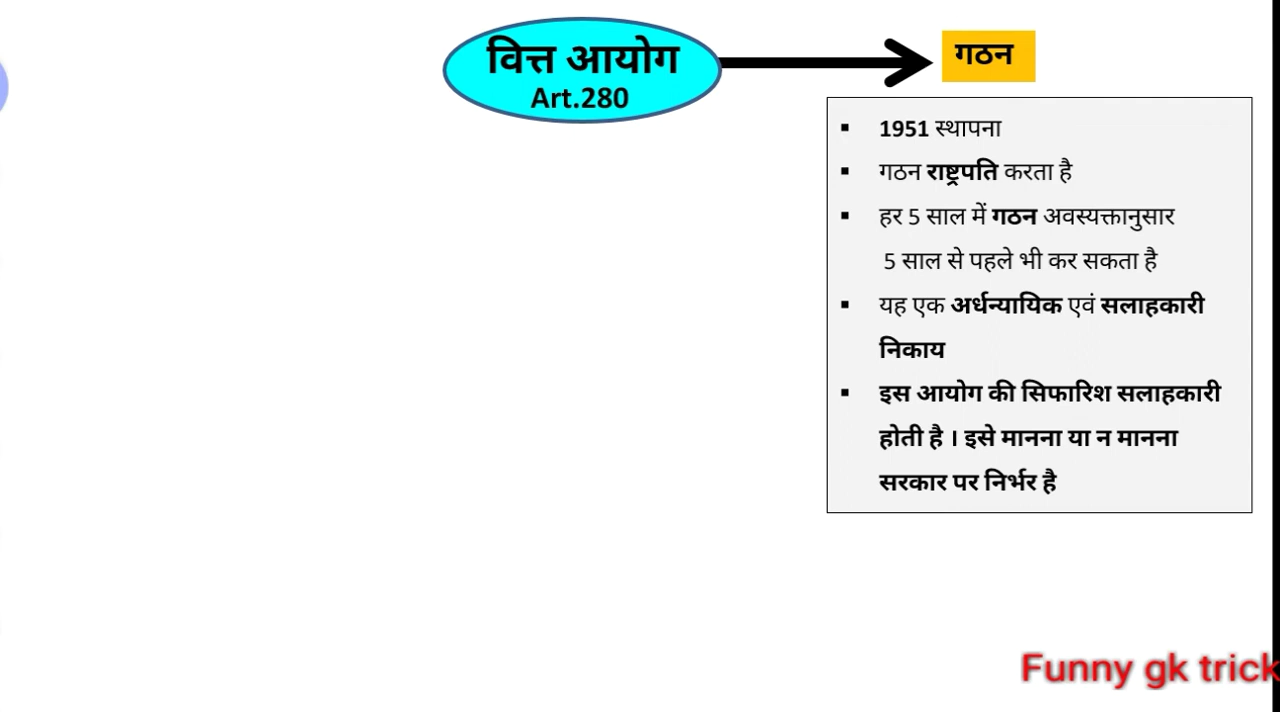 वित्त आयोग
Art.280
गठन
▪ 1951 स्थापना
▪ गठन राष्ट्रपति करता है
▪ हर 5 साल में गठन अवस्यक्तानुसार
5 साल से पहले भी कर सकता है
▪ यह एक अर्धन्यायिक एवं सलाहकारी
निकाय
▪ इस आयोग की सिफारिश सलाहकारी
होती है । इसे मानना या न मानना
सरकार पर निर्भर है
Funny gk trick